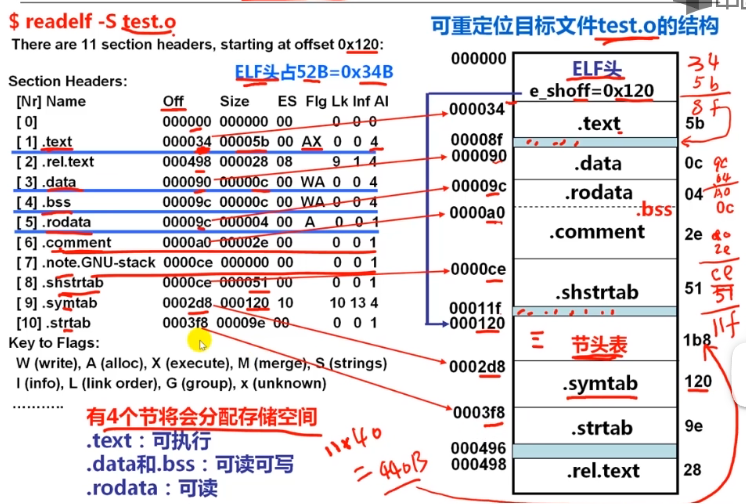 $ readelf -S test.o
There are 11 section headers, starting at offset 0x120:
ELF头占52B=0x34B
Section Headers:
[Nr] Name Off Size ES Flg Lk Inf Al
[ 0] 000000 000000 00 0 0 0
[ 1] .text 000034 00005b 00 AX 0 0 4
[ 2] .rel.text 000498 000028 08 9 1 4
[ 3] .data 000090 00000c 00 WA 0 0 4
[ 4] .bss 00009c 00000c 00 WA 0 0 4
[ 5] .rodata 00009c 000004 00 A 0 0 1
[ 6] .comment 0000a0 00002e 00 0 0 1
[ 7] .note.GNU-stack 0000ce 000000 00 0 0 1
[ 8] .shstrtab 0000ce 000051 00 0 0 1
[ 9] .symtab 0002d8 000120 10 10 13 4
[10] .strtab 0003f8 00009e 00 0 0 1
Key to Flags:
W (write), A (alloc), X (execute), M (merge), S (strings)
I (info), L (link order), G (group), x (unknown)
...........
有4个节将会分配存储空间
.text：可执行
.data和.bss：可读可写
.rodata：可读
11x40
=440B
可重定位目标文件test.o的结构
000000
ELF头
e_shoff=0x120
000034
.text
5b
00008f
000090
.data
0c
00009c
.rodata
04
.bss
0000a0
.comment
2e
0000ce
.shstrtab
51
00011f
000120
节头表
1b8
0002d8
.symtab
120
0003f8
.strtab
9e
000496
000498
.rel.text
28
34
5b
8f
9c
04
A0
0c
a0
2e
ce
51
11f